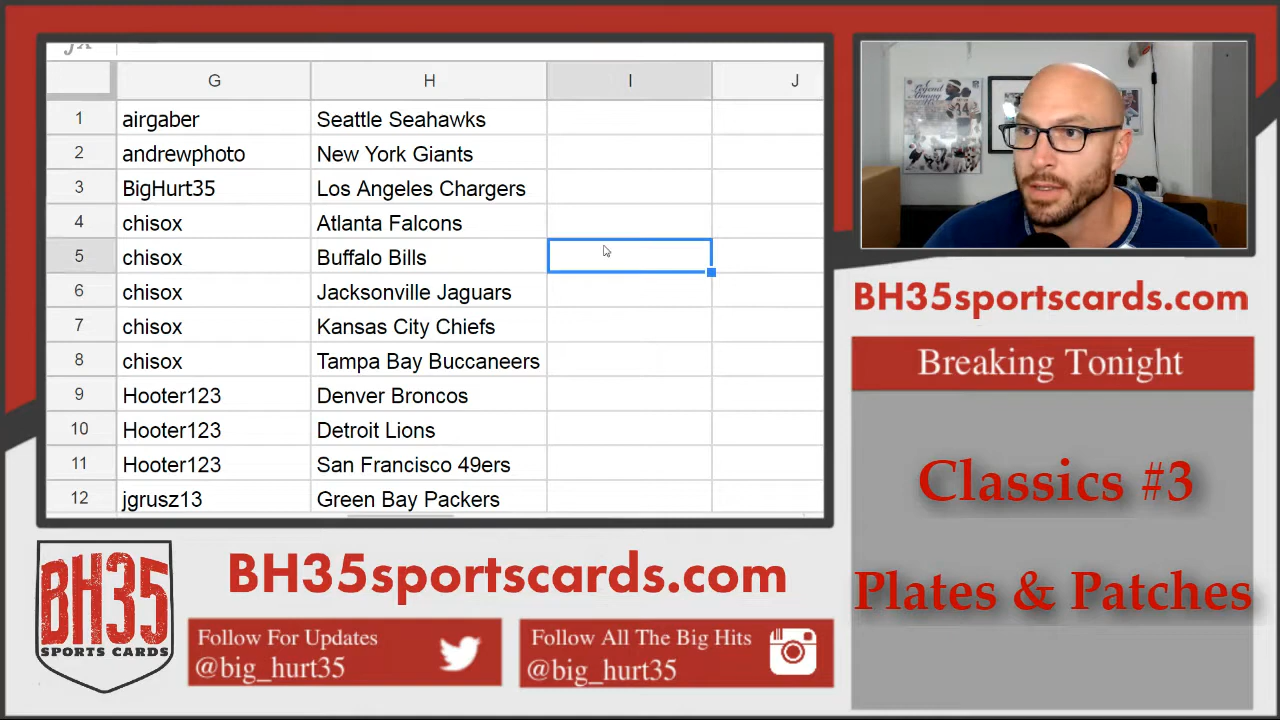 G H I J
1 airgaber Seattle Seahawks
2 andrewphoto New York Giants
3 BigHurt35 Los Angeles Chargers
4 chisox Atlanta Falcons
5 chisox Buffalo Bills
6 chisox Jacksonville Jaguars
7 chisox Kansas City Chiefs
8 chisox Tampa Bay Buccaneers
9 Hooter123 Denver Broncos
10 Hooter123 Detroit Lions
11 Hooter123 San Francisco 49ers
12 jgrusz13 Green Bay Packers
BH35sportscards.com
Breaking Tonight
Classics #3
Plates & Patches
BH35
SPORTS CARDS
BH35sportscards.com
Follow For Updates
@big_hurt35
Follow All The Big Hits
@big_hurt35